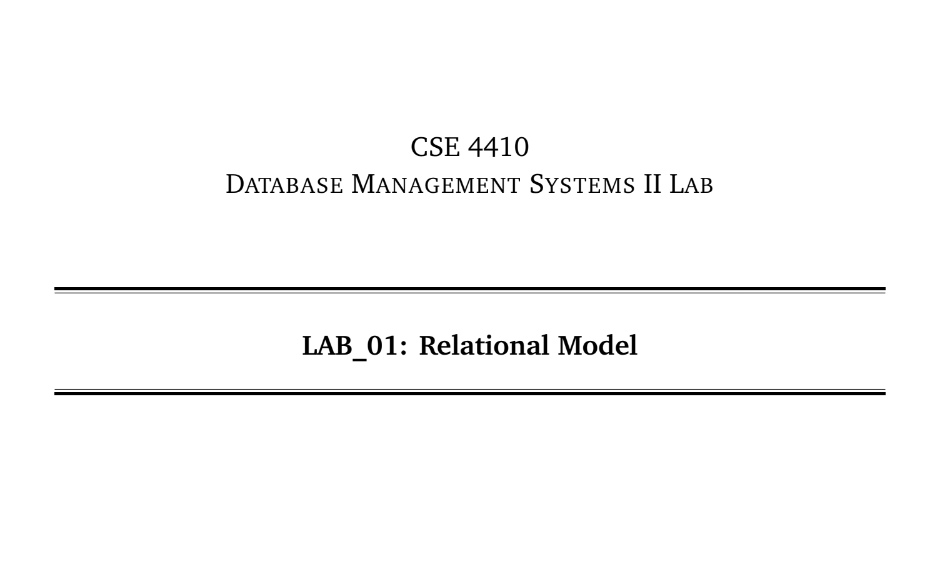 CSE 4410
Database Management Systems II Lab
LAB_01: Relational Model